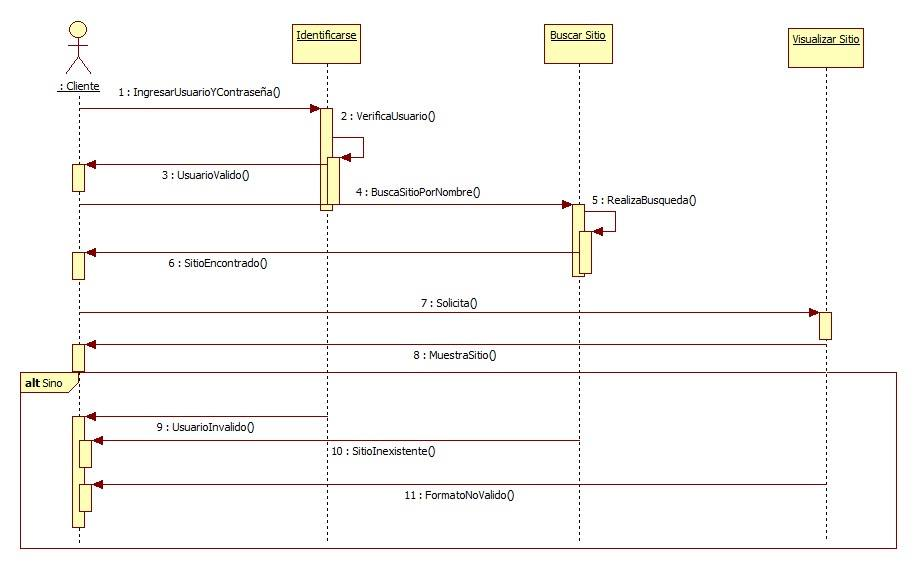 Identificarse
Buscar Sitio
Visualizar Sitio
: Cliente
1 : IngresarUsuarioYContraseña()
2 : VerificaUsuario()
3 : UsuarioValido()
4 : BuscaSitioPorNombre()
5 : RealizaBusqueda()
6 : SitioEncontrado()
7 : Solicita()
8 : MuestraSitio()
alt Sino
9 : UsuarioInvalido()
10 : SitioInexistente()
11 : FormatoNoValido()